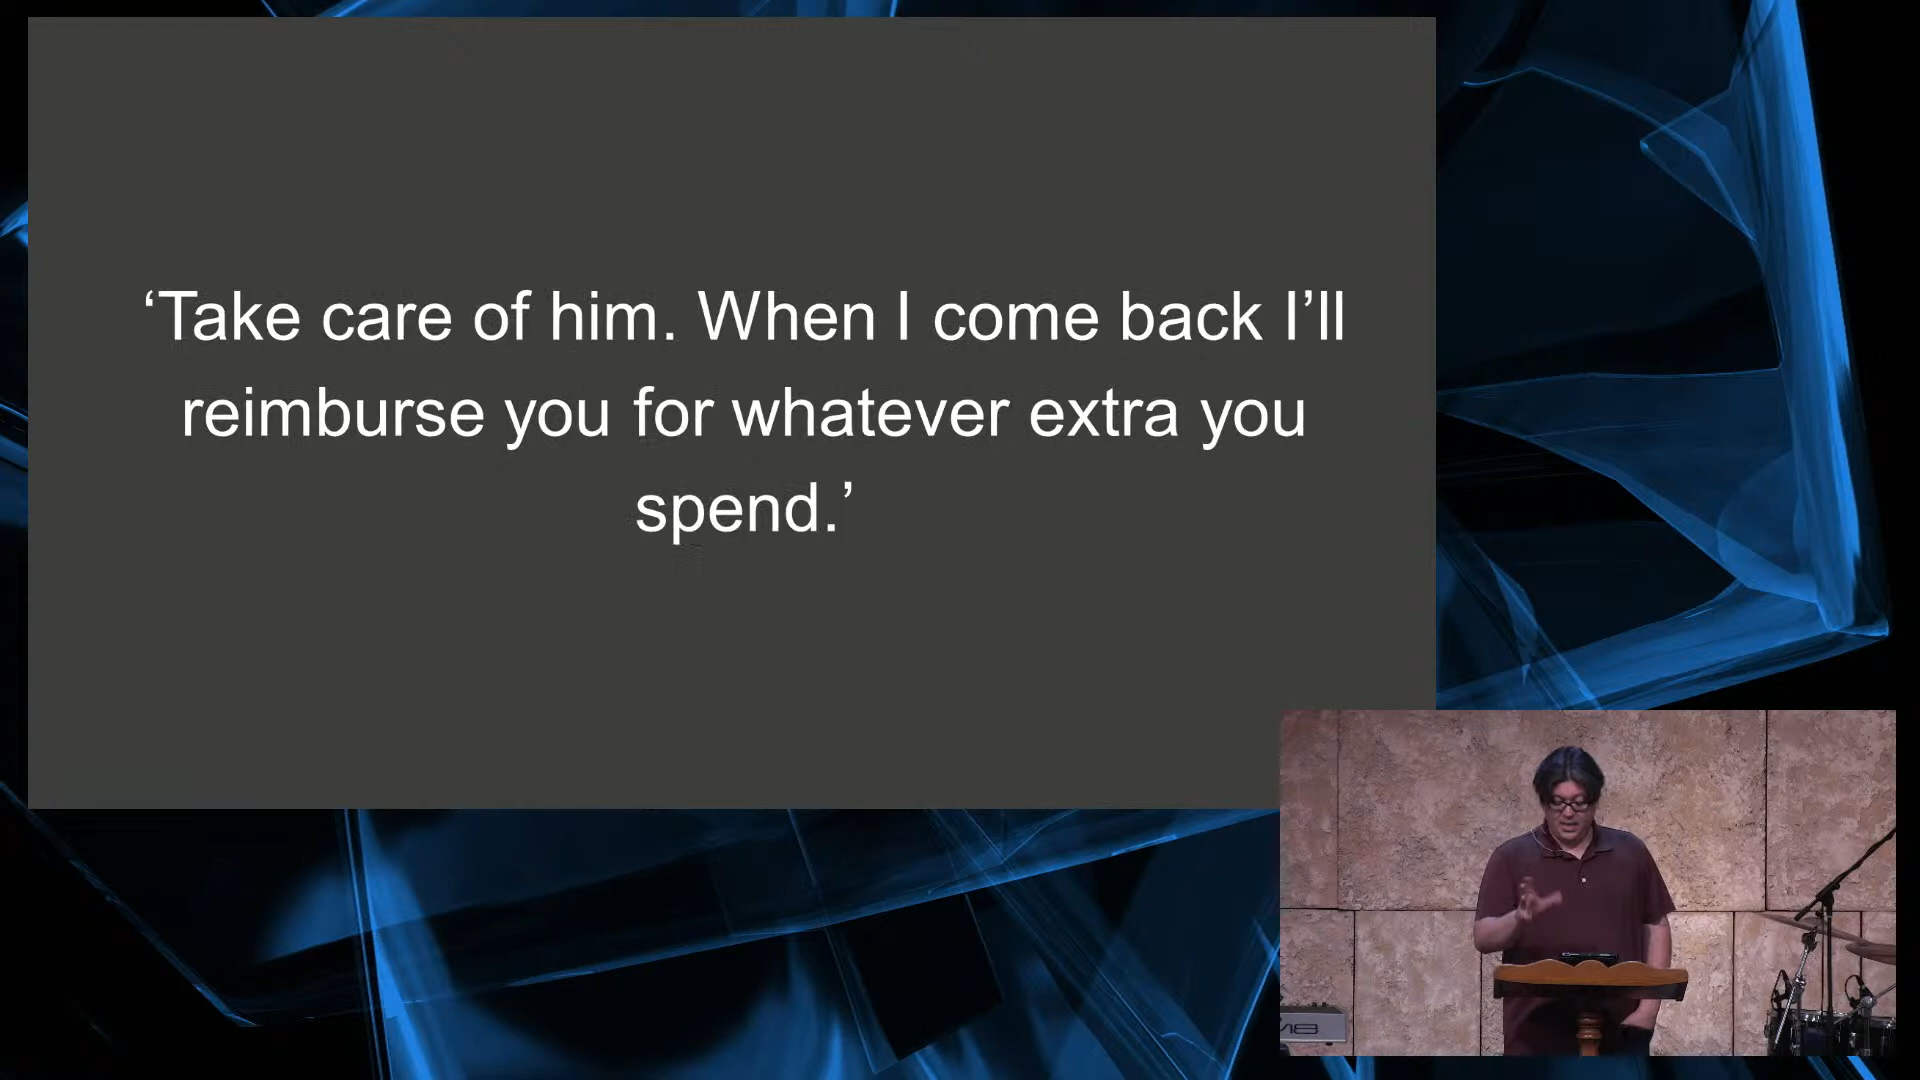 ‘Take care of him. When I come back I’ll
reimburse you for whatever extra you
spend.’